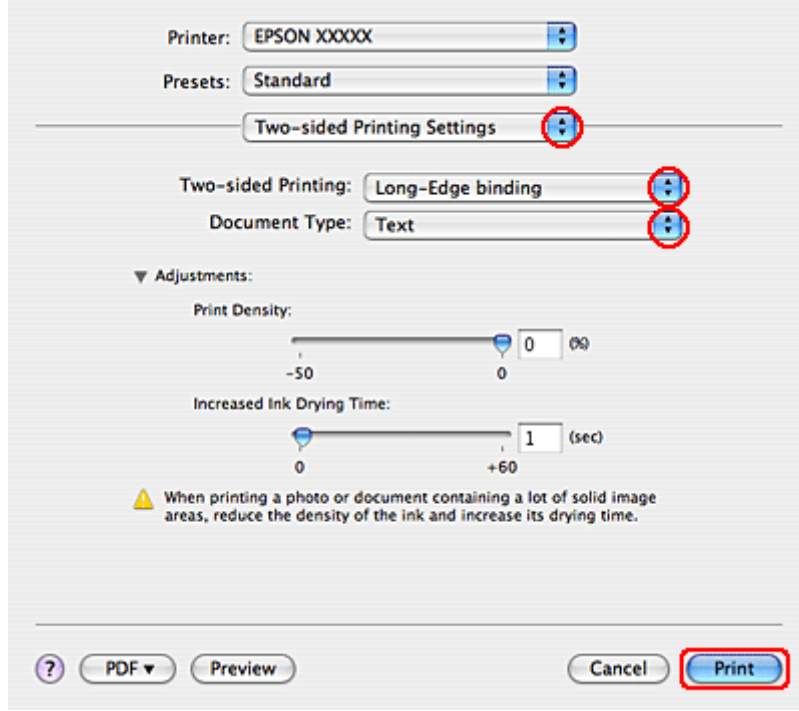 Printer: EPSON XXXXX
Presets: Standard
Two-sided Printing Settings
Two-sided Printing: Long-Edge binding
Document Type: Text
▼ Adjustments:
Print Density:
0 (%)
-50 0
Increased Ink Drying Time:
1 (sec)
0 +60
When printing a photo or document containing a lot of solid image
areas, reduce the density of the ink and increase its drying time.
? PDF ▼ Preview Cancel Print